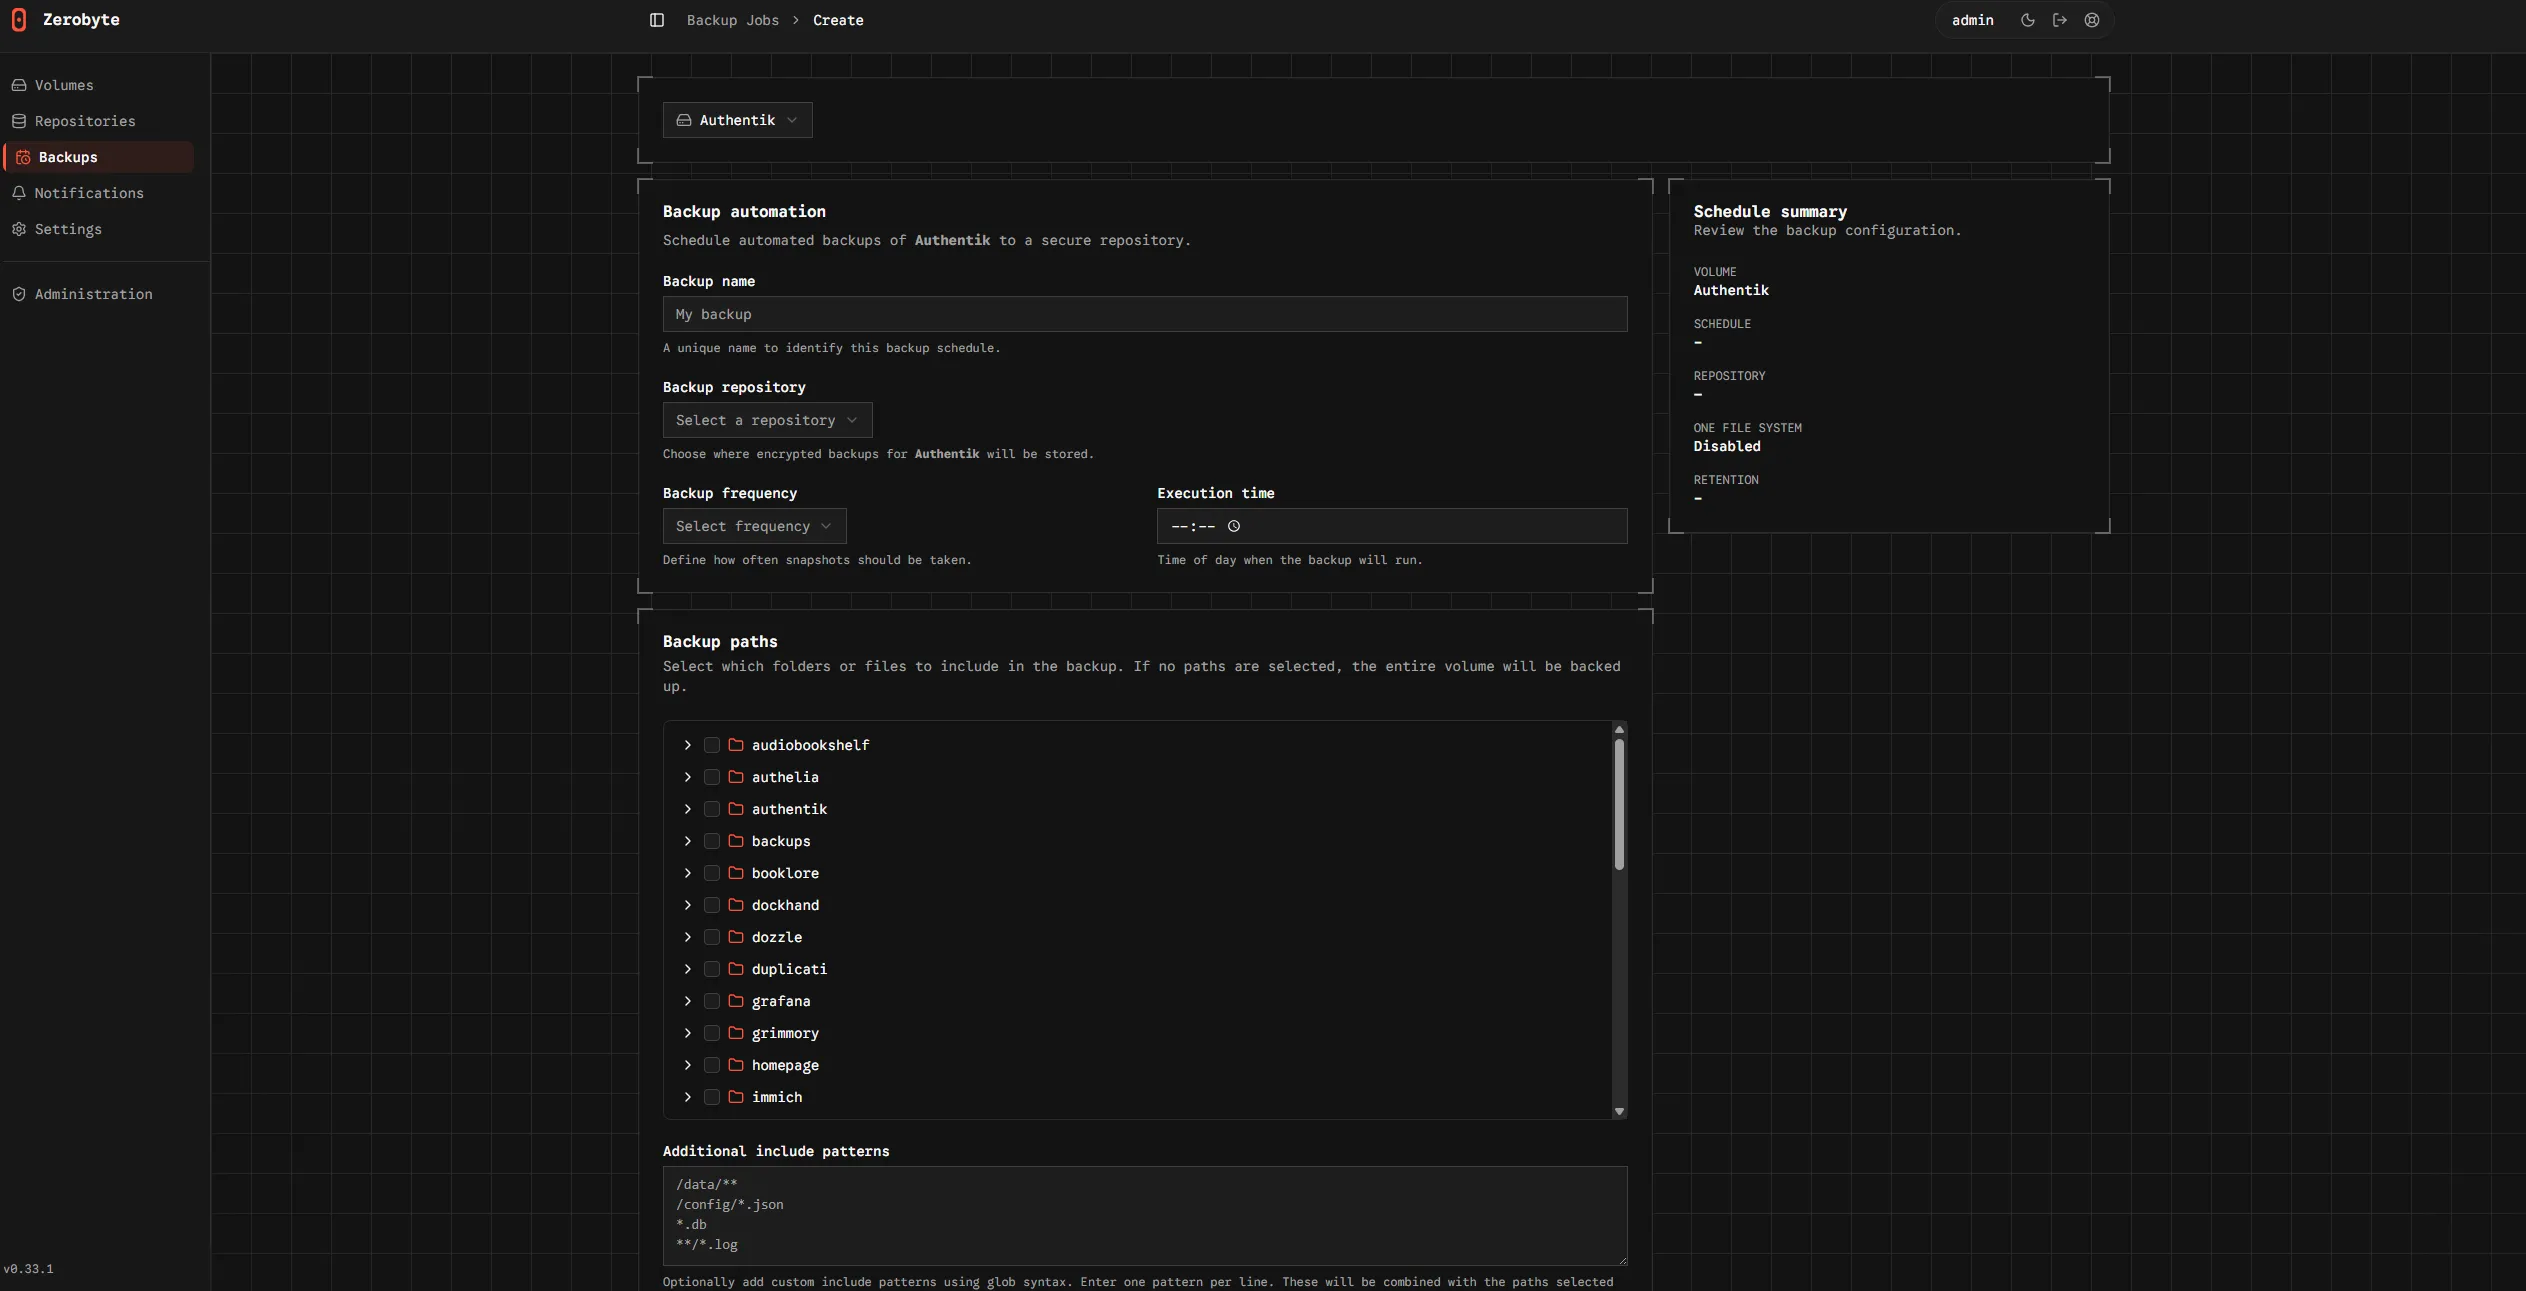 Zerobyte
Backup Jobs > Create
admin
Volumes
Repositories
Backups
Notifications
Settings
Administration
v0.33.1
Authentik
Backup automation
Schedule automated backups of Authentik to a secure repository.
Backup name
My backup
A unique name to identify this backup schedule.
Backup repository
Select a repository
Choose where encrypted backups for Authentik will be stored.
Backup frequency
Select frequency
Define how often snapshots should be taken.
Execution time
--:--
Time of day when the backup will run.
Schedule summary
Review the backup configuration.
VOLUME
Authentik
SCHEDULE
—
REPOSITORY
—
ONE FILE SYSTEM
Disabled
RETENTION
—
Backup paths
Select which folders or files to include in the backup. If no paths are selected, the entire volume will be backed
up.
audiobookshelf
authelia
authentik
backups
booklore
dockhand
dozzle
duplicati
grafana
grimmory
homepage
immich
Additional include patterns
/data/**
/config/*.json
*.db
**/*.log
Optionally add custom include patterns using glob syntax. Enter one pattern per line. These will be combined with the paths selected